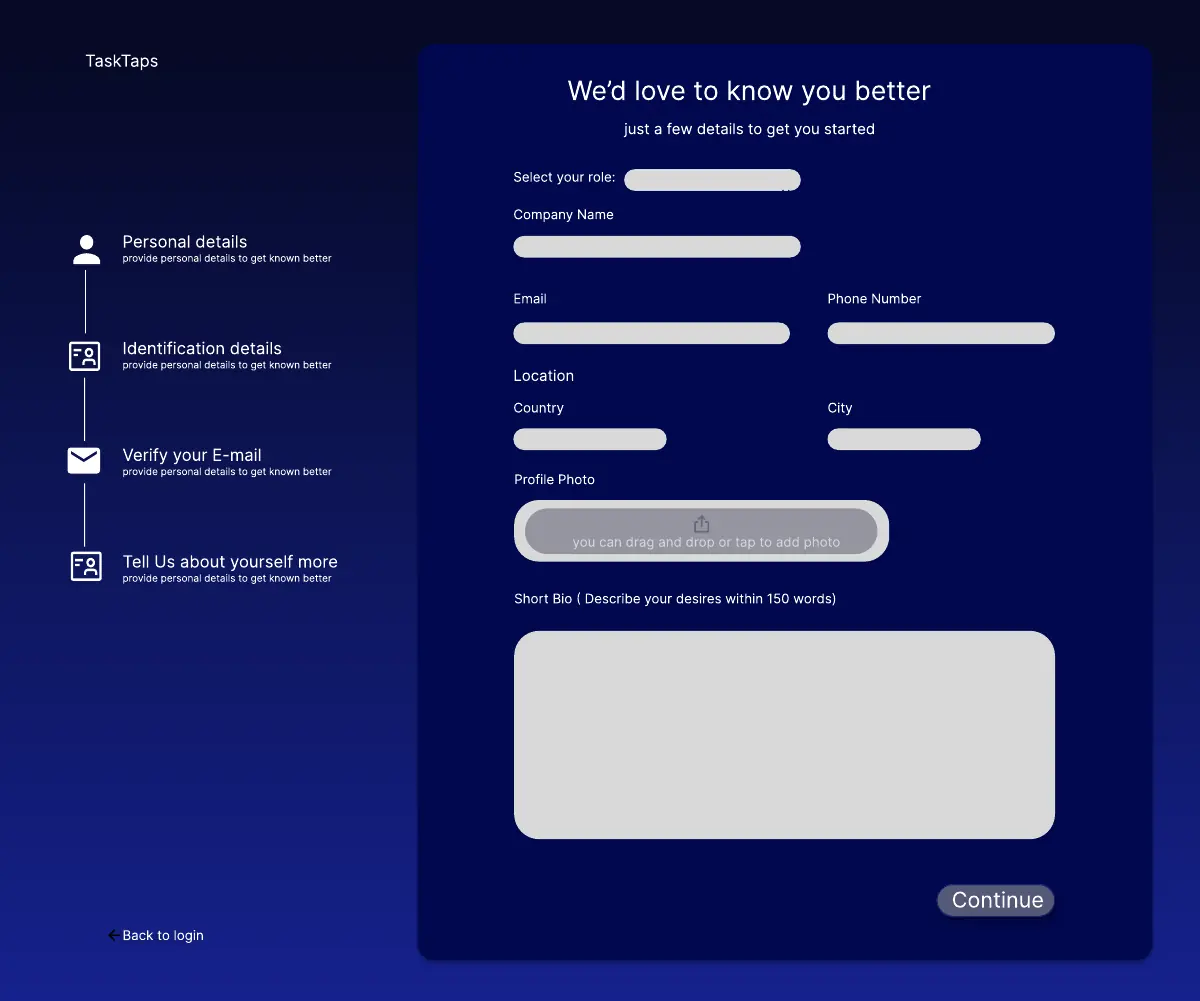 TaskTaps
Personal details
provide personal details to get known better
Identification details
provide personal details to get known better
Verify your E-mail
provide personal details to get known better
Tell Us about yourself more
provide personal details to get known better
Back to login
We’d love to know you better
just a few details to get you started
Select your role:
Company Name
Email
Phone Number
Location
Country
City
Profile Photo
you can drag and drop or tap to add photo
Short Bio ( Describe your desires within 150 words)
Continue